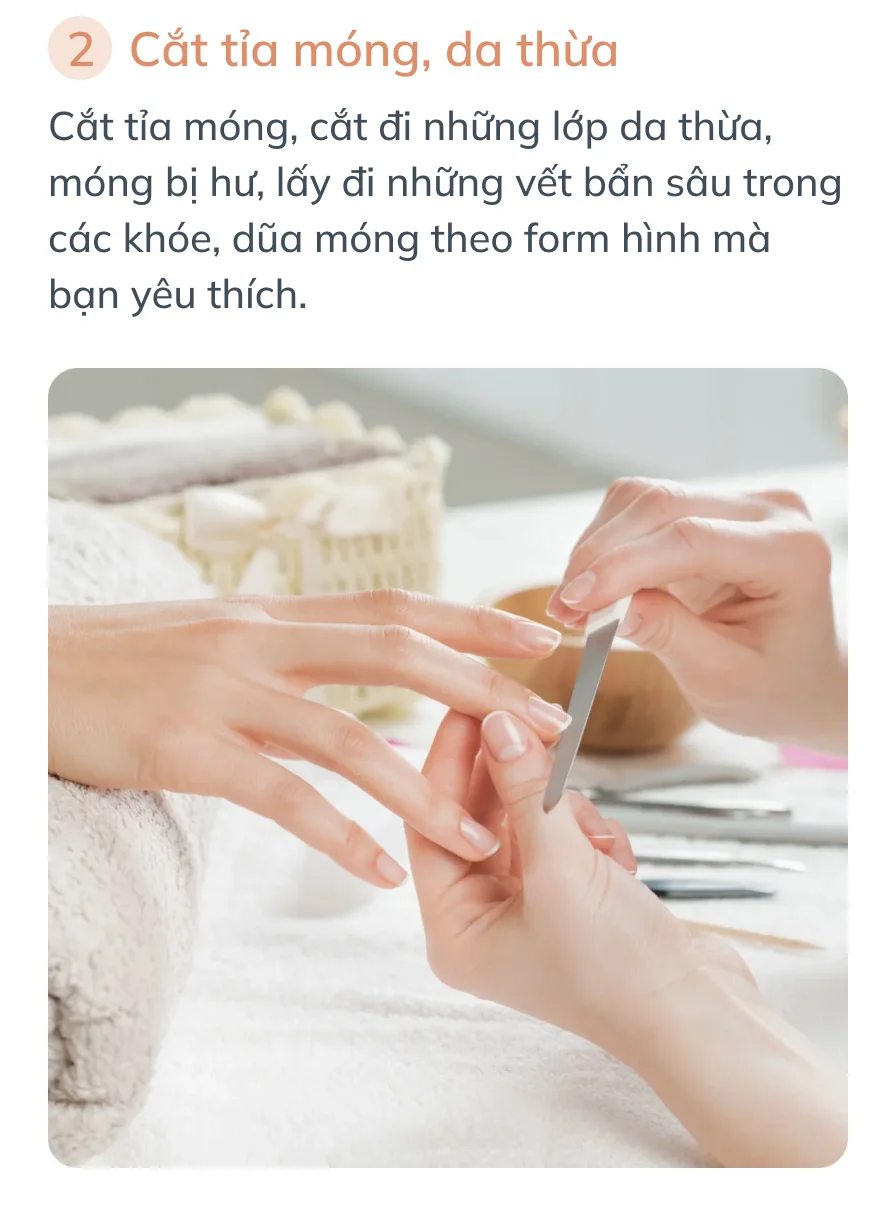 2 Cắt tỉa móng, da thừa
Cắt tỉa móng, cắt đi những lớp da thừa,
móng bị hư, lấy đi những vết bẩn sâu trong
các khóe, dũa móng theo form hình mà
bạn yêu thích.